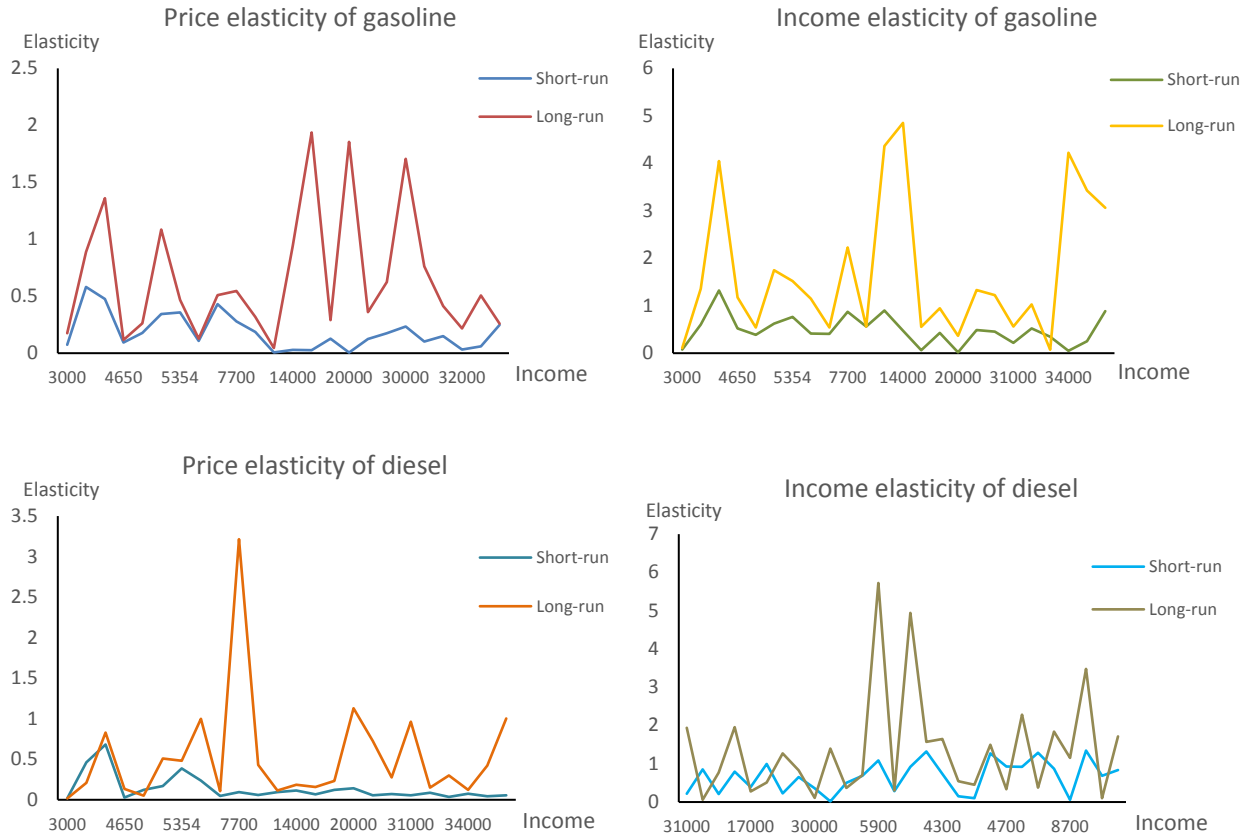 Price elasticity of gasoline
Elasticity
2.5
2
1.5
1
0.5
0
Short-run
Long-run
3000 4650 5354 7700 14000 20000 30000 32000 Income
Income elasticity of gasoline
Elasticity
6
5
4
3
2
1
0
Short-run
Long-run
3000 4650 5354 7700 14000 20000 31000 34000 Income
Price elasticity of diesel
Elasticity
3.5
3
2.5
2
1.5
1
0.5
0
Short-run
Long-run
3000 4650 5354 7700 14000 20000 31000 34000 Income
Income elasticity of diesel
Elasticity
7
6
5
4
3
2
1
0
Short-run
Long-run
31000 17000 30000 5900 4300 4700 8700 Income